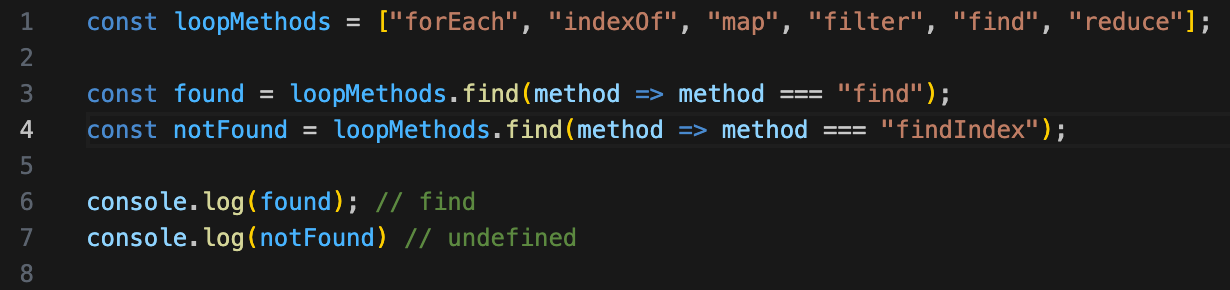 1 const loopMethods = ["forEach", "indexOf", "map", "filter", "find", "reduce"];
2
3 const found = loopMethods.find(method => method === "find");
4 const notFound = loopMethods.find(method => method === "findIndex");
5
6 console.log(found); // find
7 console.log(notFound) // undefined
8